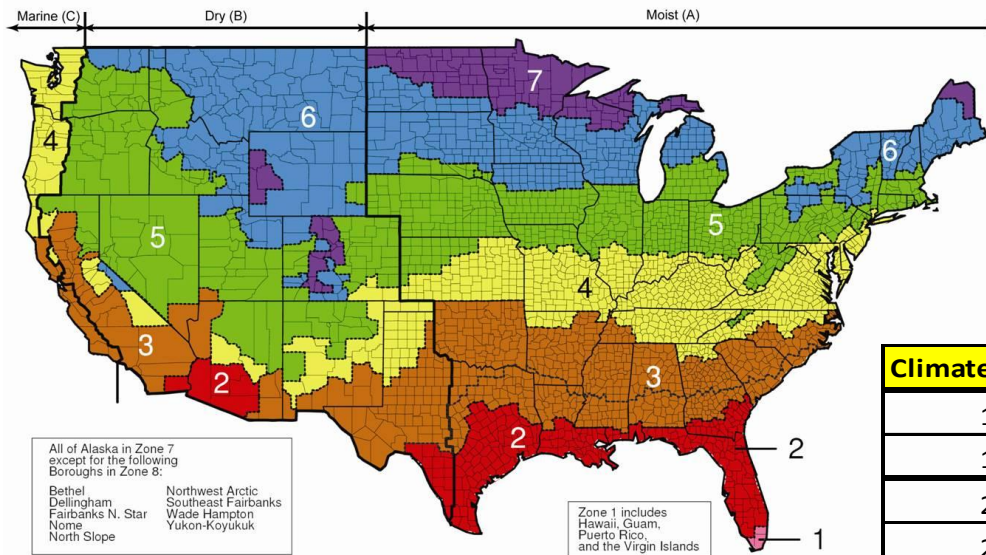 Marine (C) Dry (B) Moist (A)
7
6
6
4
5
5
4
3
3
2
2
2
1
All of Alaska in Zone 7
except for the following
Boroughs in Zone 8:
Bethel Northwest Arctic
Dellingham Southeast Fairbanks
Fairbanks N. Star Wade Hampton
Nome Yukon-Koyukuk
North Slope
Zone 1 includes
Hawaii, Guam,
Puerto Rico,
and the Virgin Islands
Climate
1
1
2